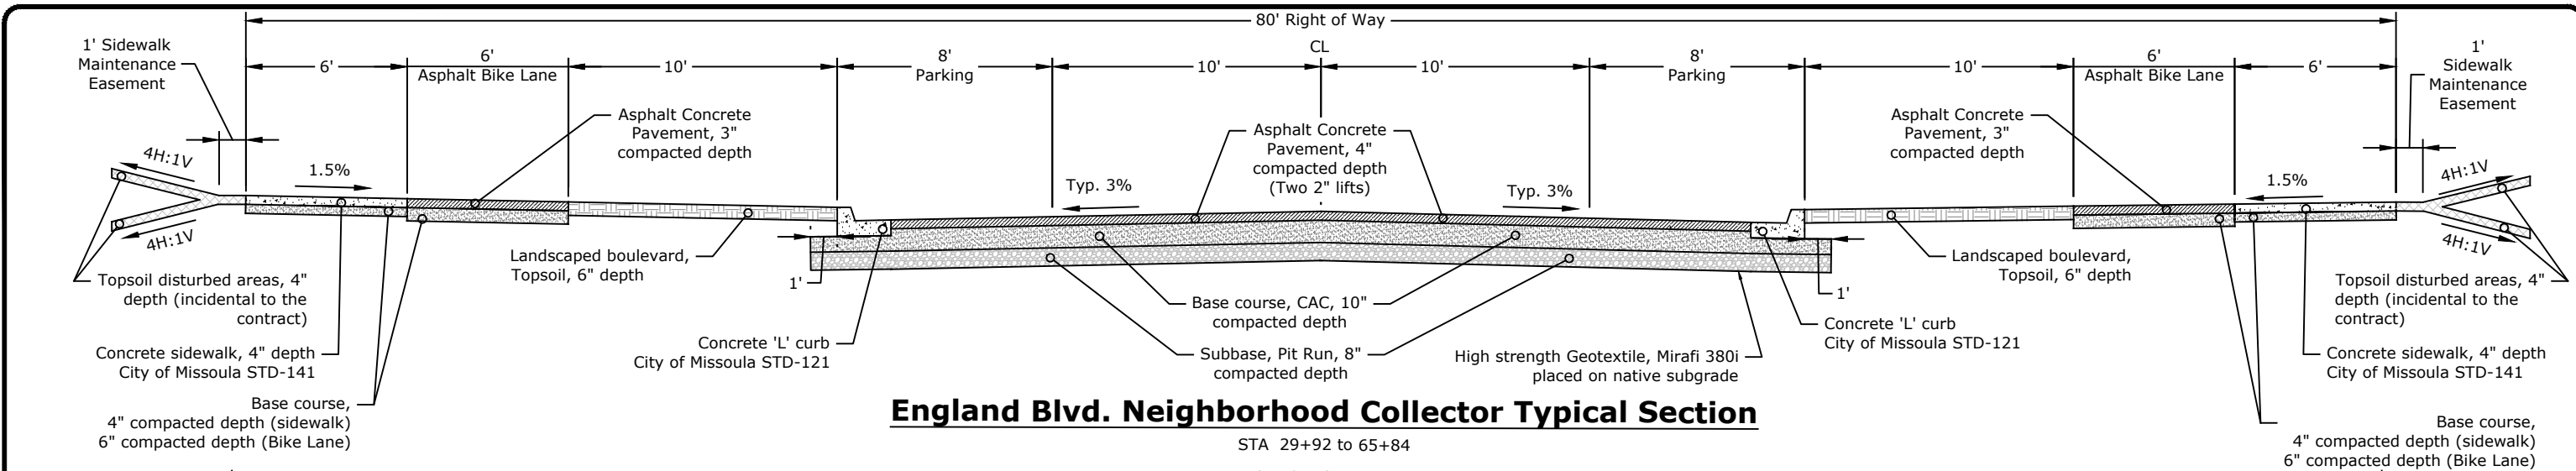 80' Right of Way
1' Sidewalk
Maintenance
Easement
6'
6'
Asphalt Bike Lane
10'
8'
Parking
10'
CL
10'
8'
Parking
10'
6'
Asphalt Bike Lane
6'
1'
Sidewalk
Maintenance
Easement
4H:1V
4H:1V
1.5%
Asphalt Concrete
Pavement, 3"
compacted depth
Typ. 3%
Asphalt Concrete
Pavement, 4"
compacted depth
(Two 2" lifts)
Typ. 3%
Asphalt Concrete
Pavement, 3"
compacted depth
1.5%
4H:1V
4H:1V
Topsoil disturbed areas, 4"
depth (incidental to the
contract)
Landscaped boulevard,
Topsoil, 6" depth
1'
Base course, CAC, 10"
compacted depth
1'
Landscaped boulevard,
Topsoil, 6" depth
Topsoil disturbed areas, 4"
depth (incidental to the
contract)
Concrete sidewalk, 4" depth
City of Missoula STD-141
Concrete 'L' curb
City of Missoula STD-121
Subbase, Pit Run, 8"
compacted depth
High strength Geotextile, Mirafi 380i
placed on native subgrade
Concrete 'L' curb
City of Missoula STD-121
Concrete sidewalk, 4" depth
City of Missoula STD-141
Base course,
4" compacted depth (sidewalk)
6" compacted depth (Bike Lane)
England Blvd. Neighborhood Collector Typical Section
STA 29+92 to 65+84
Base course,
4" compacted depth (sidewalk)
6" compacted depth (Bike Lane)